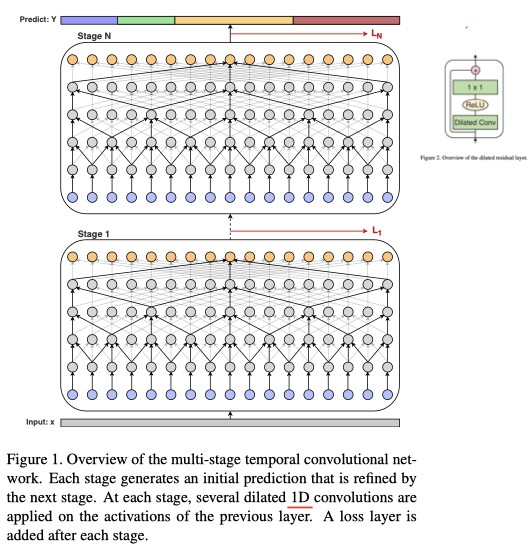 Predict: Y
Stage N
L_N
Stage 1
L_1
Input: x
+
1 x 1
ReLU
Dilated Conv
Figure 2. Overview of the dilated residual layer.
Figure 1. Overview of the multi-stage temporal convolutional net-
work. Each stage generates an initial prediction that is refined by
the next stage. At each stage, several dilated 1D convolutions are
applied on the activations of the previous layer. A loss layer is
added after each stage.